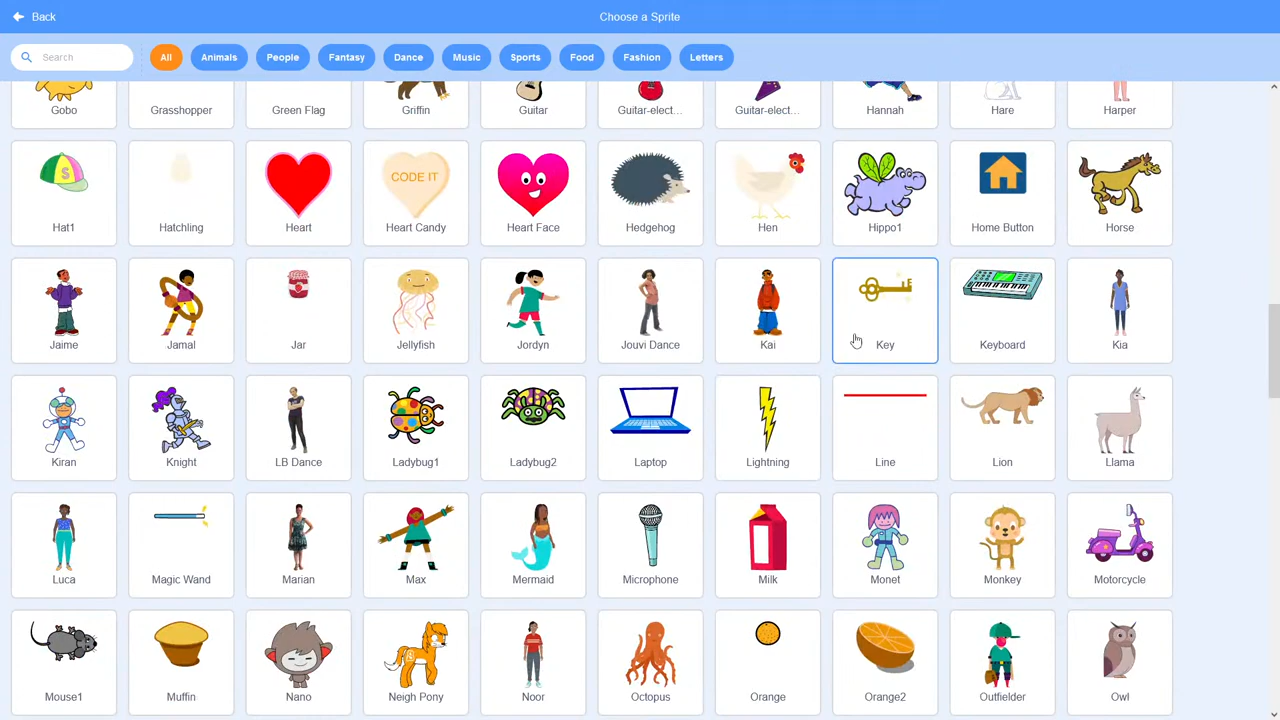 Back
Choose a Sprite
Search
All
Animals
People
Fantasy
Dance
Music
Sports
Food
Fashion
Letters
Gobo
Grasshopper
Green Flag
Griffin
Guitar
Guitar-elect...
Guitar-elect...
Hannah
Hare
Harper
$
CODE IT
Hat1
Hatchling
Heart
Heart Candy
Heart Face
Hedgehog
Hen
Hippo1
Home Button
Horse
Jaime
Jamal
Jar
Jellyfish
Jordyn
Jouvi Dance
Kai
Key
Keyboard
Kia
Kiran
Knight
LB Dance
Ladybug1
Ladybug2
Laptop
Lightning
Line
Lion
Llama
Luca
Magic Wand
Marian
Max
Mermaid
Microphone
Milk
Monet
Monkey
Motorcycle
Mouse1
Muffin
Nano
Neigh Pony
Noor
Octopus
Orange
Orange2
Outfielder
Owl